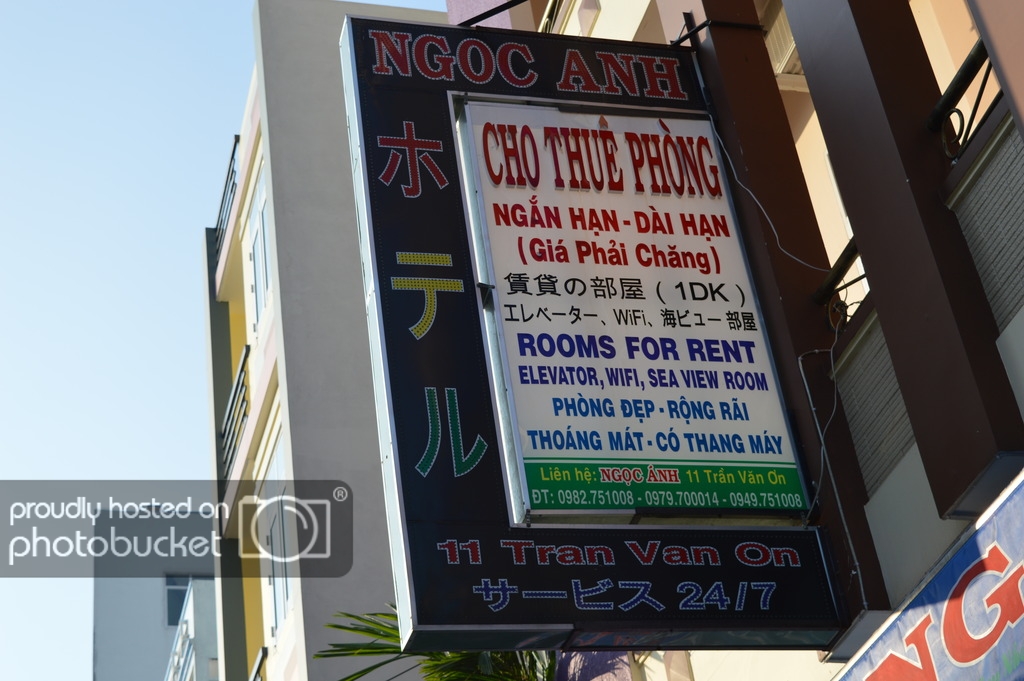 NGOC ANH
ホテル
CHO THUÊ PHÒNG
NGẮN HẠN - DÀI HẠN
(Giá Phải Chăng)
賃貸の部屋 ( 1DK )
エレベーター、WiFi、海ビュー 部屋
ROOMS FOR RENT
ELEVATOR, WIFI, SEA VIEW ROOM
PHÒNG ĐẸP - RỘNG RÃI
THOÁNG MÁT - CÓ THANG MÁY
Liên hệ: NGỌC ÁNH 11 Trần Văn Ơn
ĐT: 0982.751008 - 0979.700014 - 0949.751008
11 Tran Van On
サービス 24/7
NG
proudly hosted on
photobucket ®